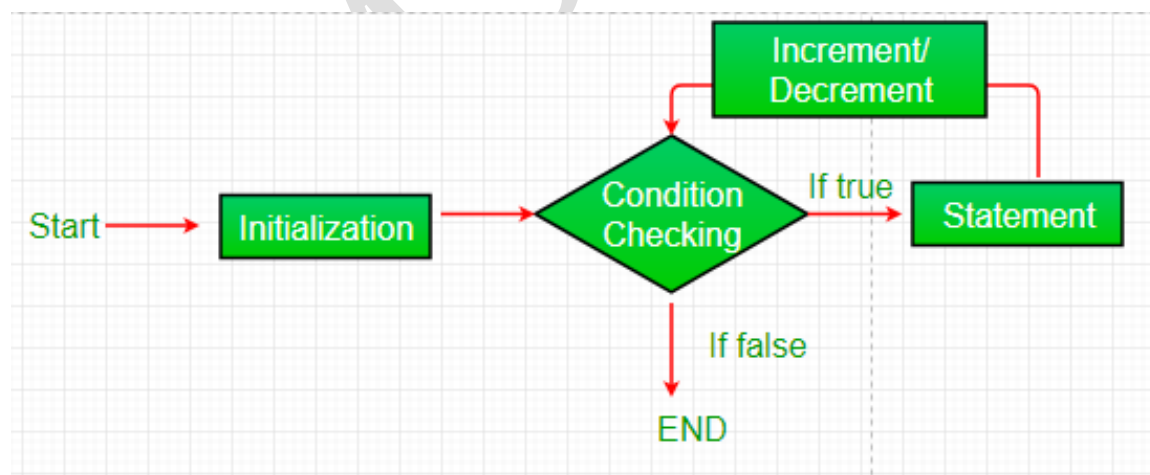 Increment/
Decrement
Start
Initialization
Condition
Checking
If true
Statement
If false
END